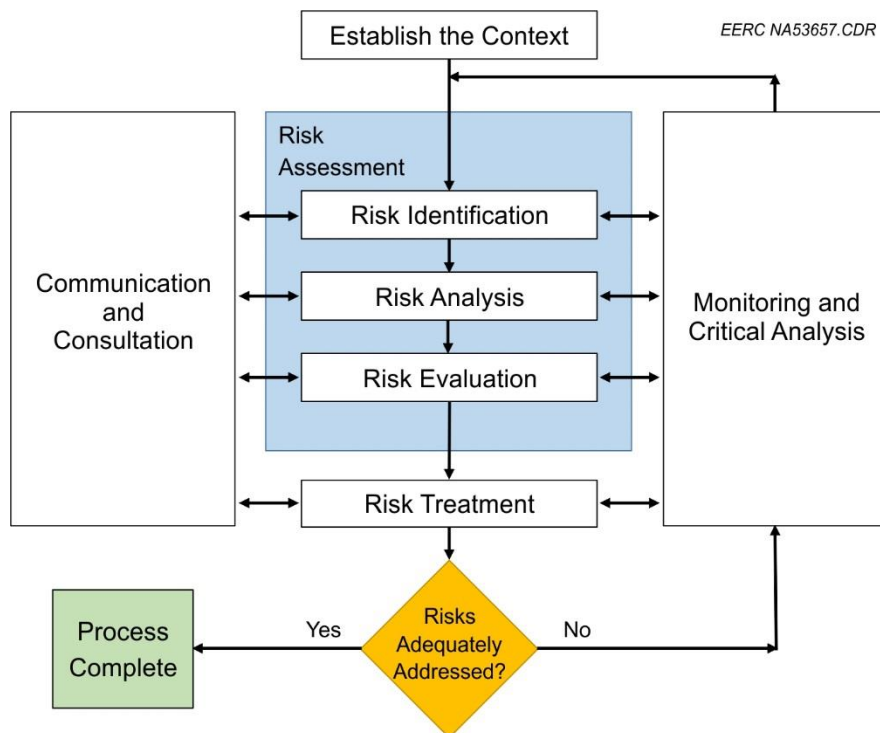 Establish the Context
EERC NA53657.CDR
Risk
Assessment
Risk Identification
Communication
and
Consultation
Risk Analysis
Monitoring and
Critical Analysis
Risk Evaluation
Risk Treatment
Process
Complete
Yes
Risks
Adequately
Addressed?
No